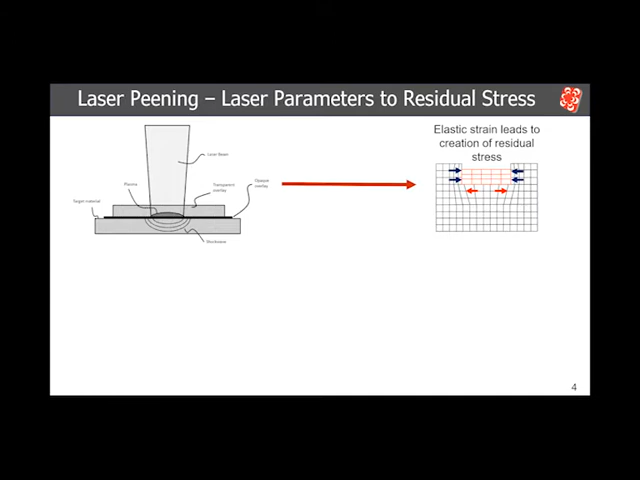 Laser Peening – Laser Parameters to Residual Stress
Elastic strain leads to
creation of residual
stress
Laser Beam
Plasma
Transparent
overlay
Opaque
overlay
Target material
Shockwave
4